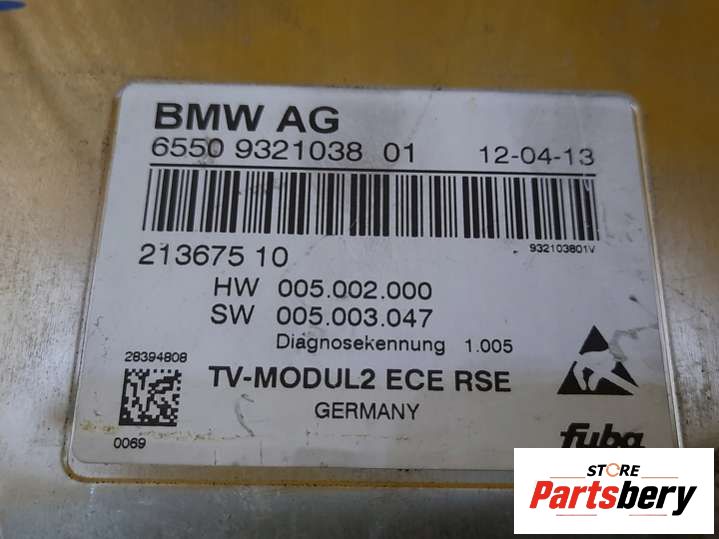 BMW AG
6550 9321038 01 12-04-13
932103801V
213675 10
HW 005.002.000
SW 005.003.047
Diagnosekennung 1.005
28394808
TV-MODUL2 ECE RSE
GERMANY
0069
fuba
STORE
Partsbery